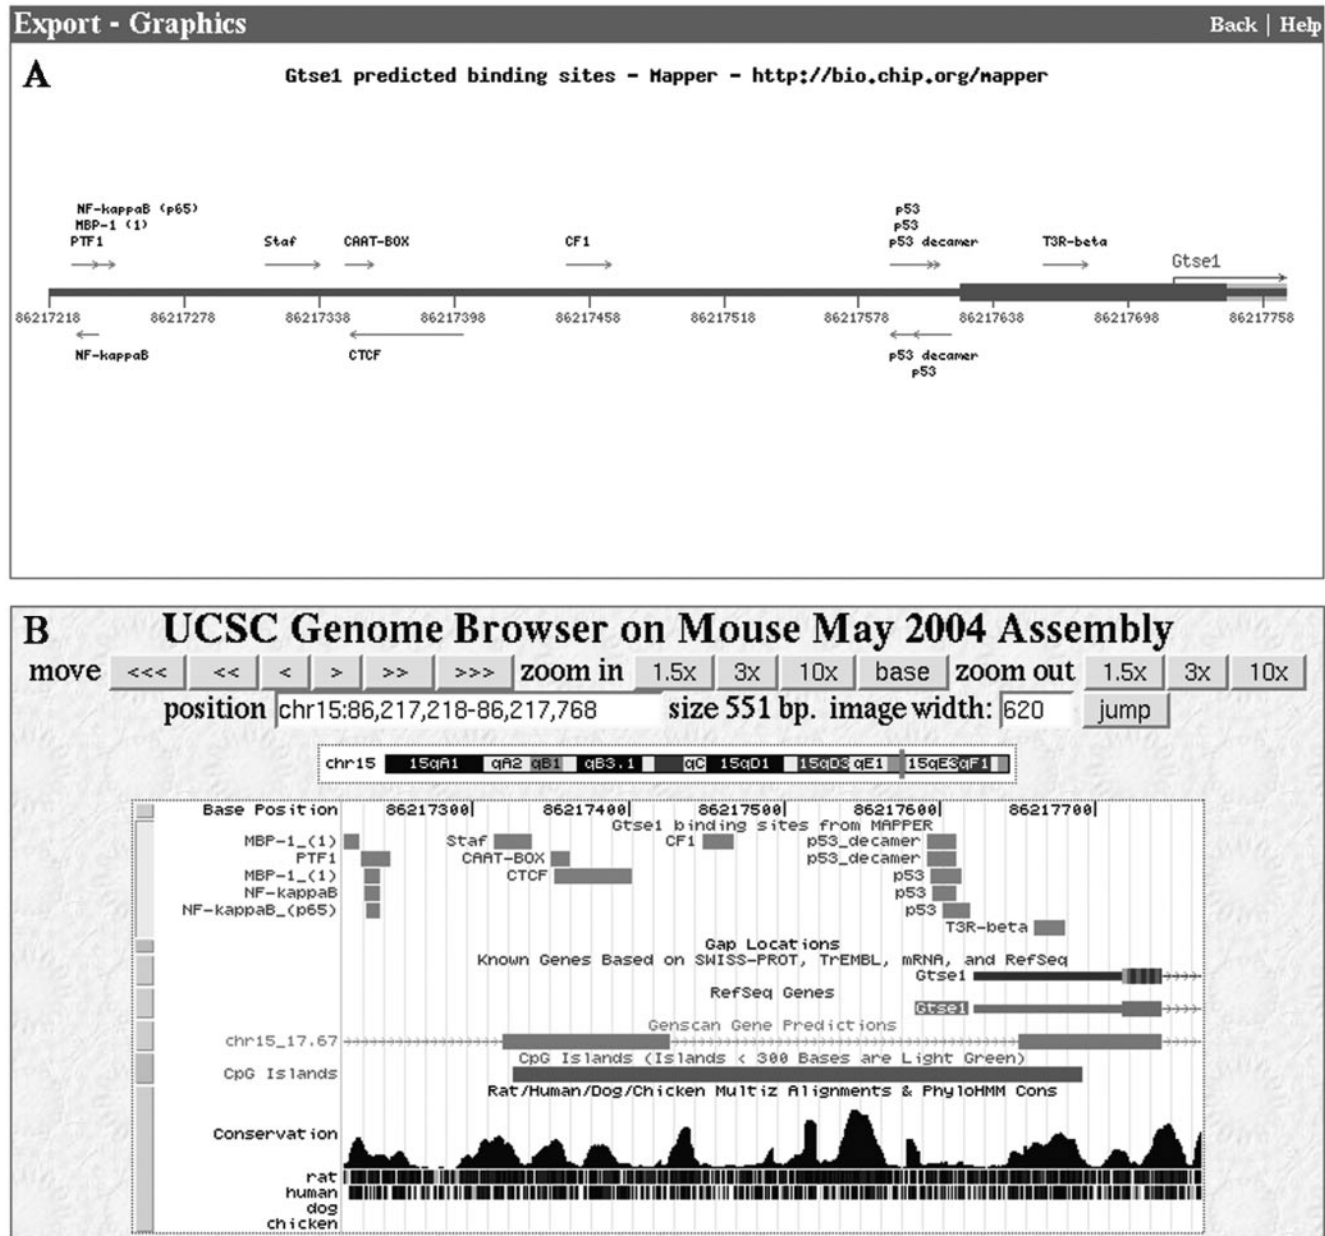 Export - Graphics Back | Help
A
Gtse1 predicted binding sites - Mapper - http://bio.chip.org/mapper
NF-kappaB (p65) p53
MBP-1 (1) p53
PTF1 Staf CAAT-BOX CF1 p53 decamer T3R-beta
Gtse1
86217218 86217278 86217338 86217398 86217458 86217518 86217578 86217638 86217698 86217758
NF-kappaB CTCF p53 decamer
p53
B UCSC Genome Browser on Mouse May 2004 Assembly
move <<< << < > >> >>> zoom in 1.5x 3x 10x base zoom out 1.5x 3x 10x
position chr15:86,217,218-86,217,768 size 551 bp. image width: 620 jump
chr15 15qA1 qA2 qB1 qB3.1 qC 15qD1 15qD3 qE1 15qE3 qF1
Base Position 86217300 86217400 86217500 86217600 86217700
Gtse1 binding sites from MAPPER
MBP-1_(1) Staf CF1 p53_decamer
PTF1 CAAT-BOX p53_decamer
MBP-1_(1) CTCF p53
NF-kappaB p53
NF-kappaB_(p65) p53
T3R-beta
Gap Locations
Known Genes Based on SWISS-PROT, TrEMBL, mRNA, and RefSeq
Gtse1
RefSeq Genes
Gtse1
Genscan Gene Predictions
chr15_17.67
CpG Islands (Islands < 300 Bases are Light Green)
CpG Islands
Rat/Human/Dog/Chicken Multiz Alignments & PhyloHMM Cons
Conservation
rat
human
dog
chicken